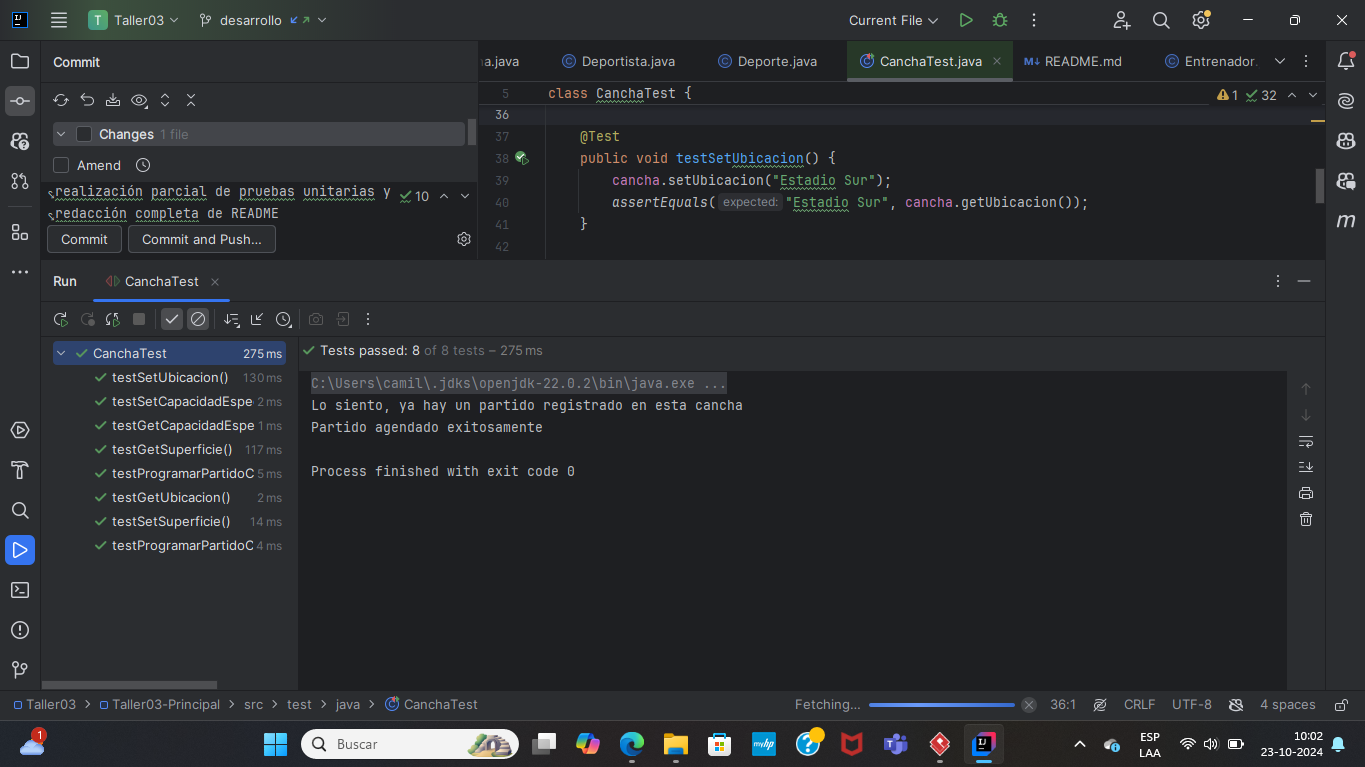 T Taller03 desarrollo Current File
Commit
a.java Deportista.java Deporte.java CanchaTest.java README.md Entrenador.
5 class CanchaTest { 1 32
36
Changes 1 file
37 @Test
38 public void testSetUbicacion() {
Amend
39 cancha.setUbicacion("Estadio Sur");
realización parcial de pruebas unitarias y 10
40 assertEquals( expected: "Estadio Sur", cancha.getUbicacion());
redacción completa de README
41 }
Commit Commit and Push...
42
Run CanchaTest
CanchaTest 275 ms
Tests passed: 8 of 8 tests – 275 ms
testSetUbicacion() 130 ms
testSetCapacidadEspe 2 ms
testGetCapacidadEspe 1 ms
testGetSuperficie() 117 ms
testProgramarPartidoC 5 ms
testGetUbicacion() 2 ms
testSetSuperficie() 14 ms
testProgramarPartidoC 4 ms
C:\Users\camil\.jdks\openjdk-22.0.2\bin\java.exe ...
Lo siento, ya hay un partido registrado en esta cancha
Partido agendado exitosamente
Process finished with exit code 0
Taller03 Taller03-Principal src test java CanchaTest Fetching... 36:1 CRLF UTF-8 4 spaces
1 Buscar ESP LAA 10:02
23-10-2024